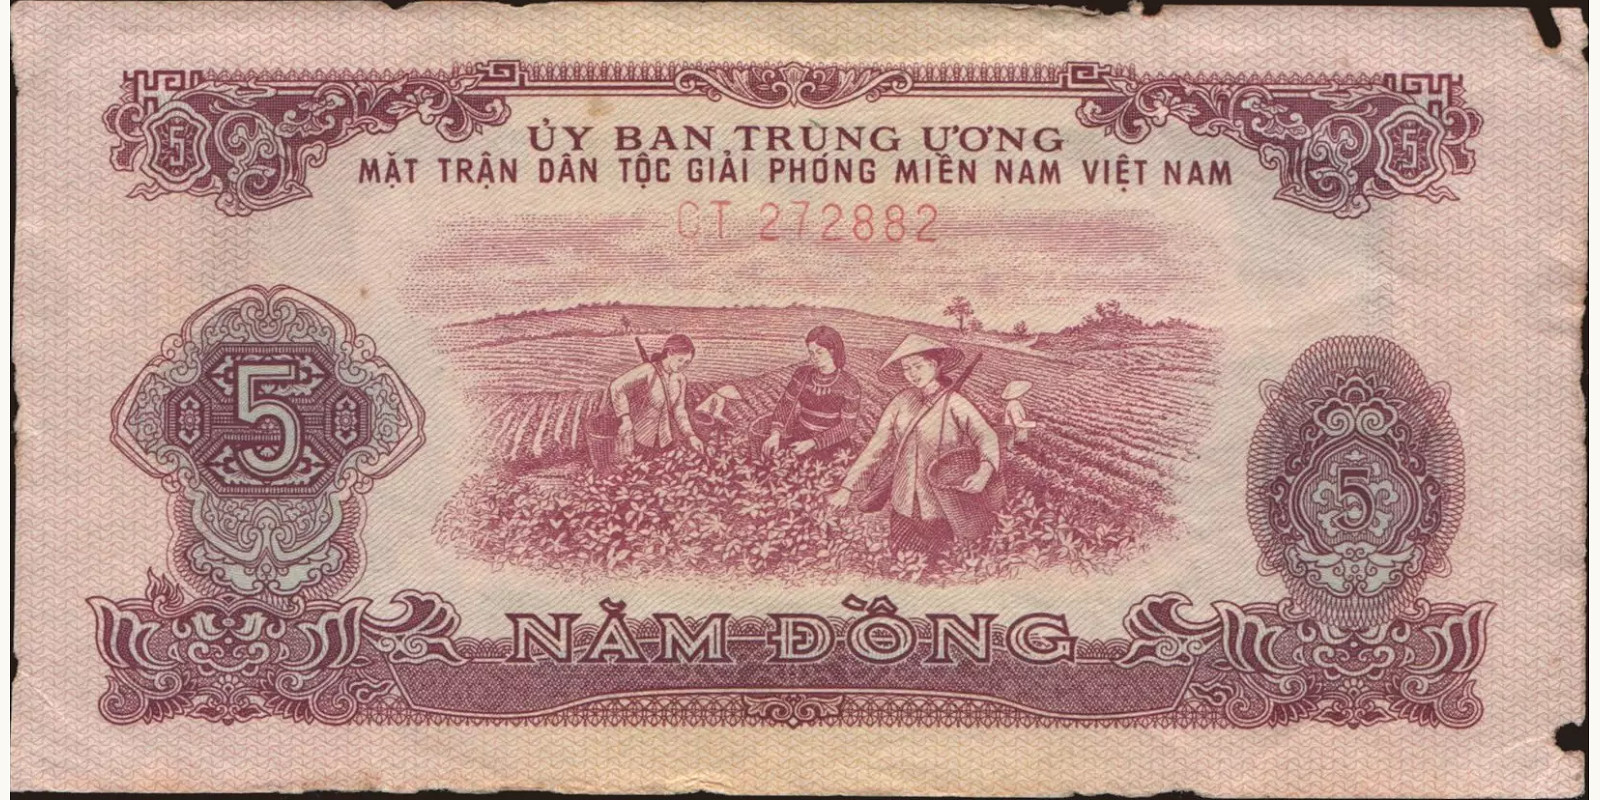 5 5
ỦY BAN TRUNG ƯƠNG
MẶT TRẬN DÂN TỘC GIẢI PHÓNG MIỀN NAM VIỆT NAM
CT 272882
5
5
NĂM ĐỒNG